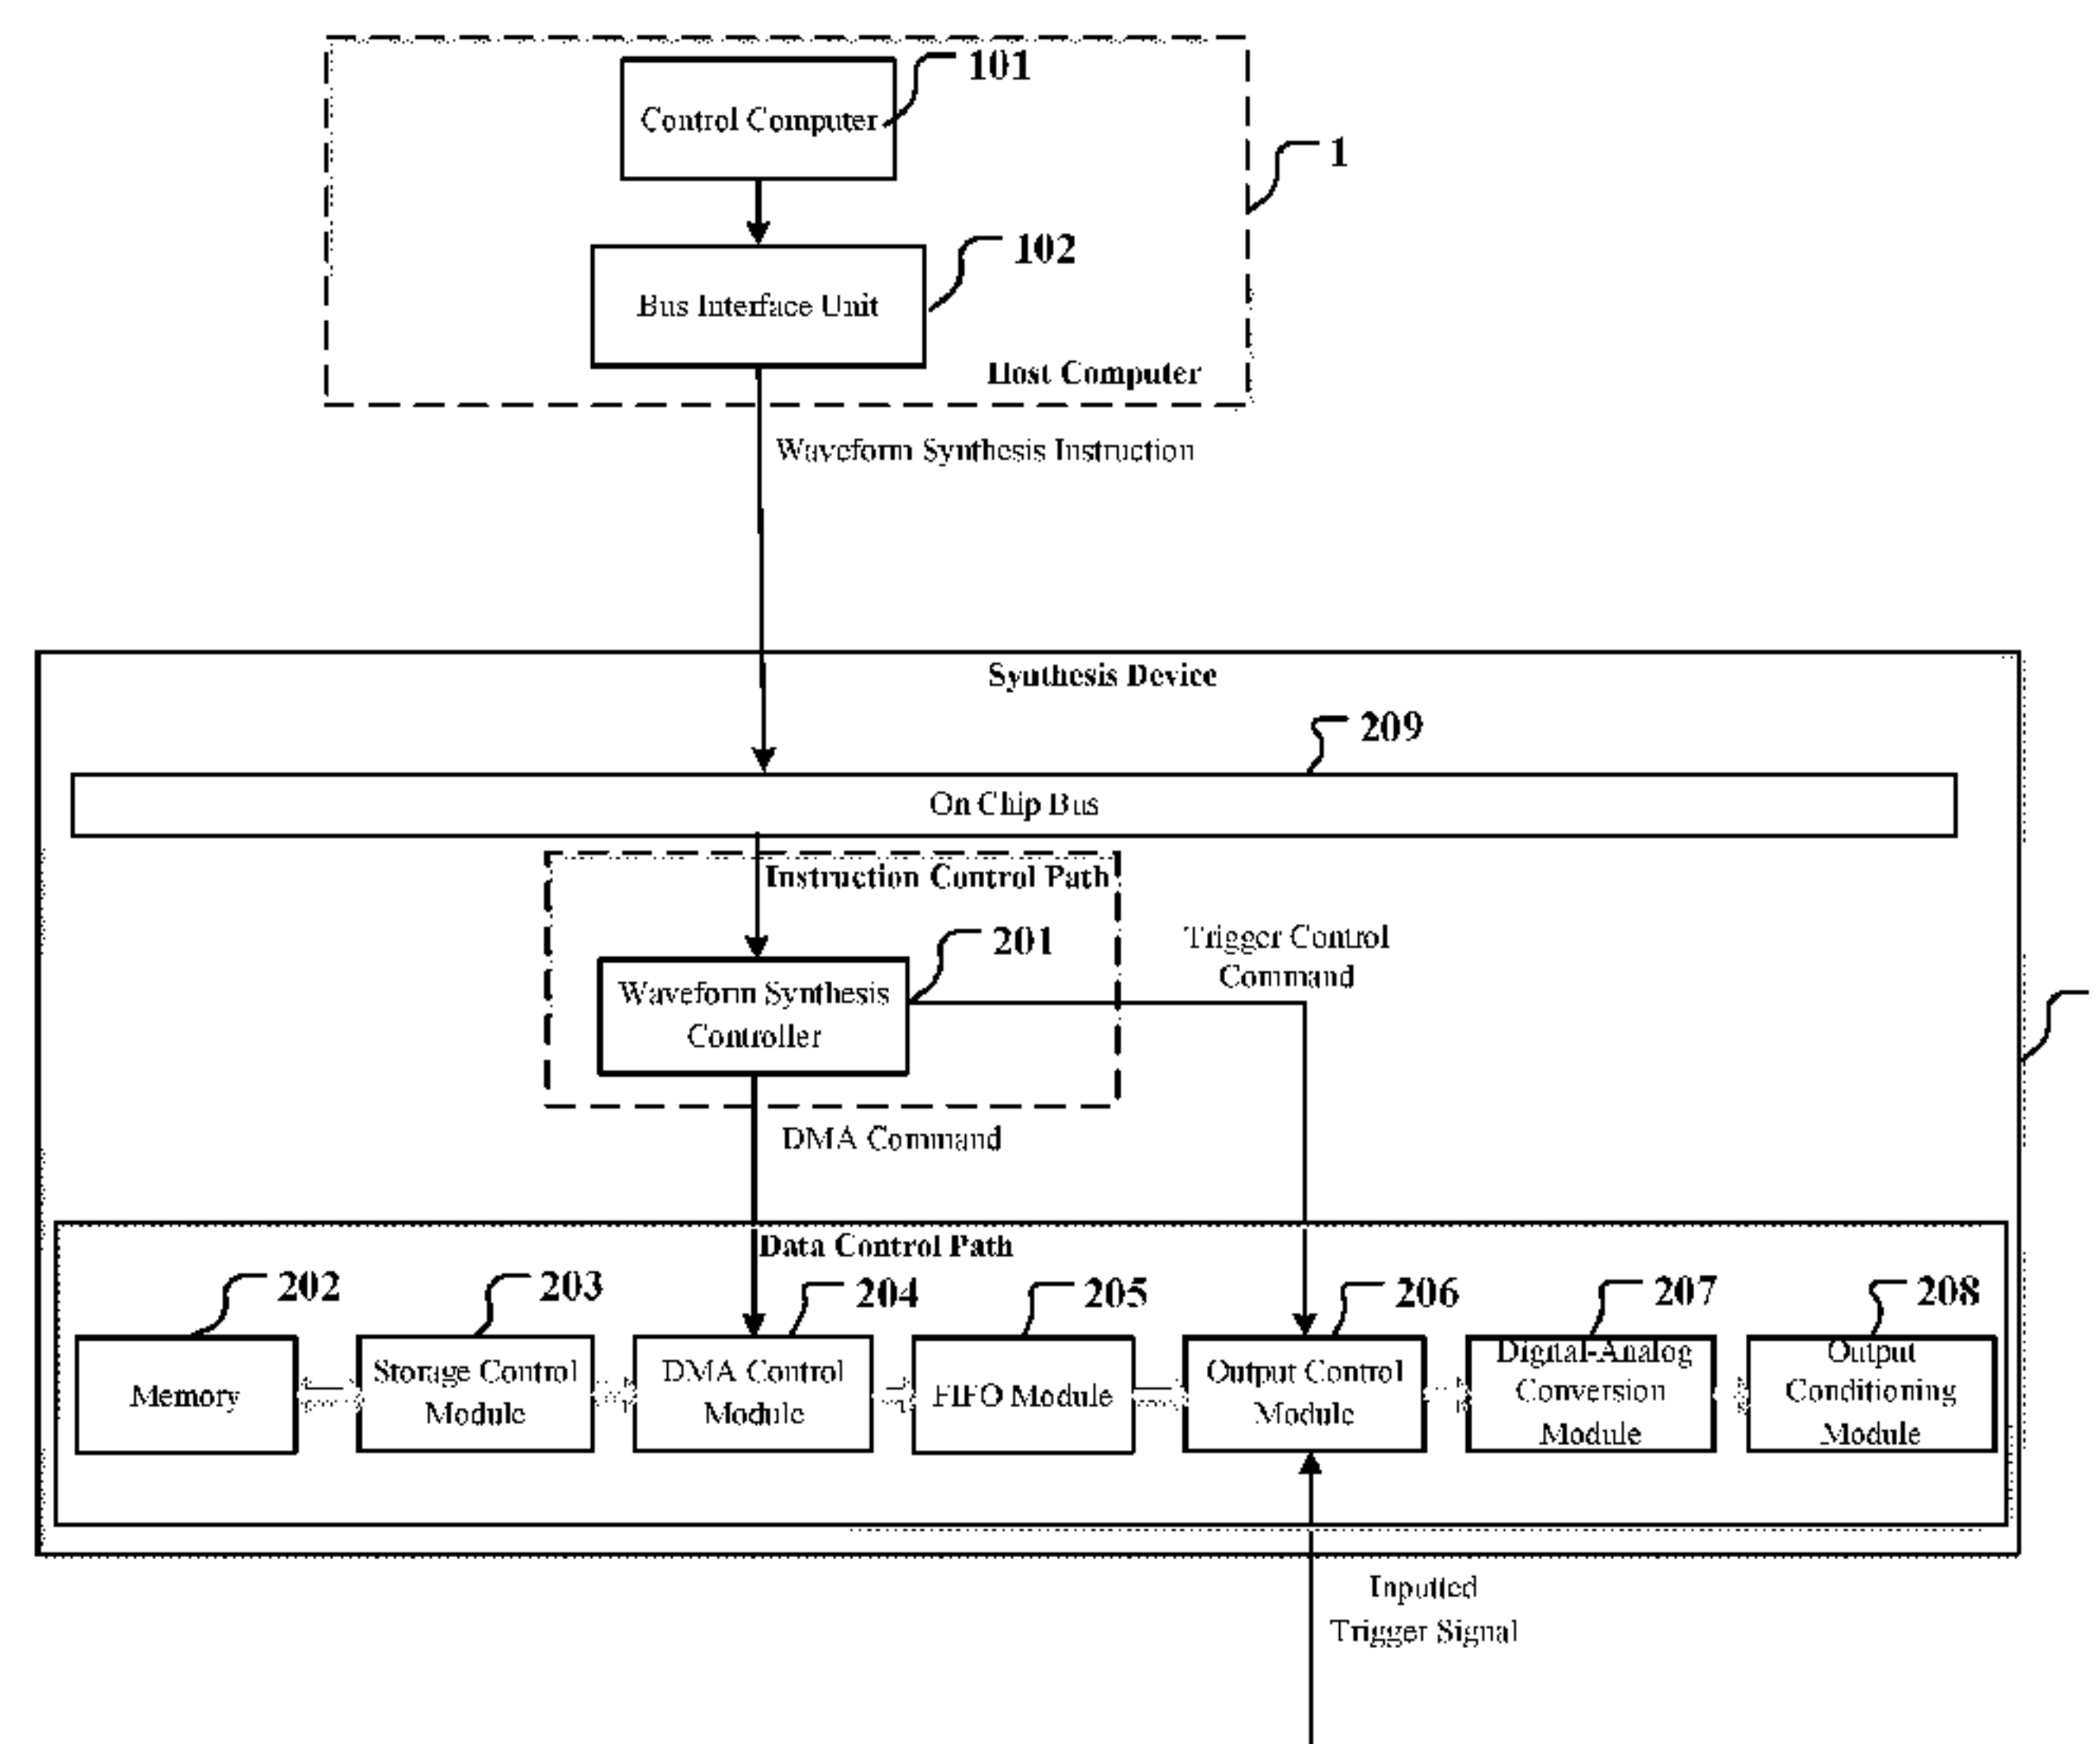 101
Control Computer
1
102
Bus Interface Unit
Host Computer
Waveform Synthesis Instruction
Synthesis Device
209
On Chip Bus
Instruction Control Path
201
Trigger Control
Command
Waveform Synthesis
Controller
DMA Command
Data Control Path
202
203
204
205
206
207
208
Memory
Storage Control
Module
DMA Control
Module
FIFO Module
Output Control
Module
Digital-Analog
Conversion
Module
Output
Conditioning
Module
Inputted
Trigger Signal